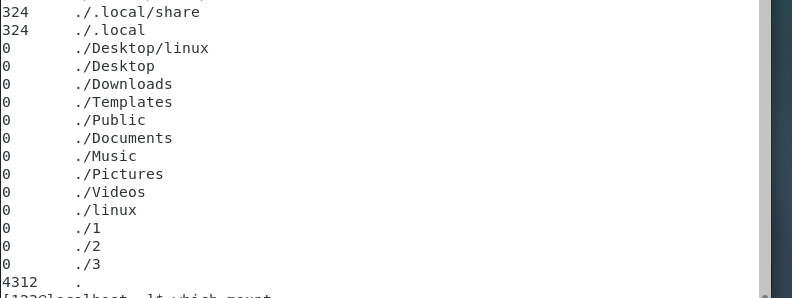 324 ./.local/share
324 ./.local
0 ./Desktop/linux
0 ./Desktop
0 ./Downloads
0 ./Templates
0 ./Public
0 ./Documents
0 ./Music
0 ./Pictures
0 ./Videos
0 ./linux
0 ./1
0 ./2
0 ./3
4312 .
[123@localhost ~]$ which mount